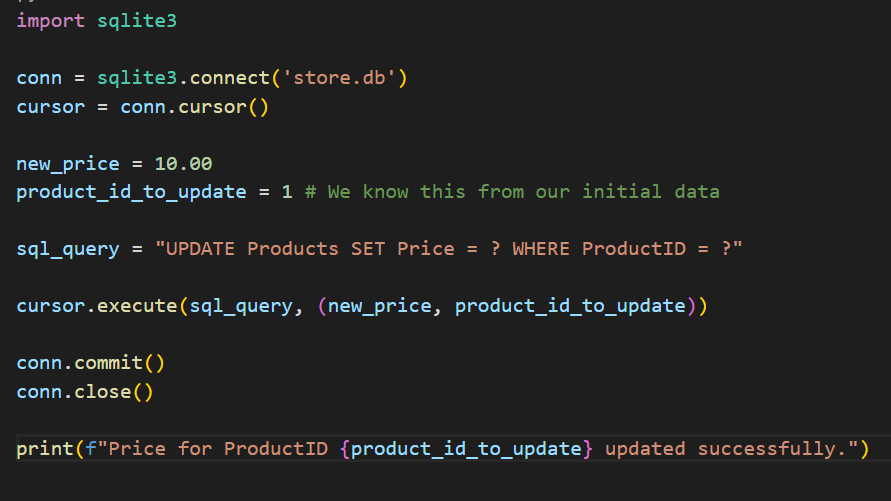 import sqlite3
conn = sqlite3.connect('store.db')
cursor = conn.cursor()
new_price = 10.00
product_id_to_update = 1 # We know this from our initial data
sql_query = "UPDATE Products SET Price = ? WHERE ProductID = ?"
cursor.execute(sql_query, (new_price, product_id_to_update))
conn.commit()
conn.close()
print(f"Price for ProductID {product_id_to_update} updated successfully.")